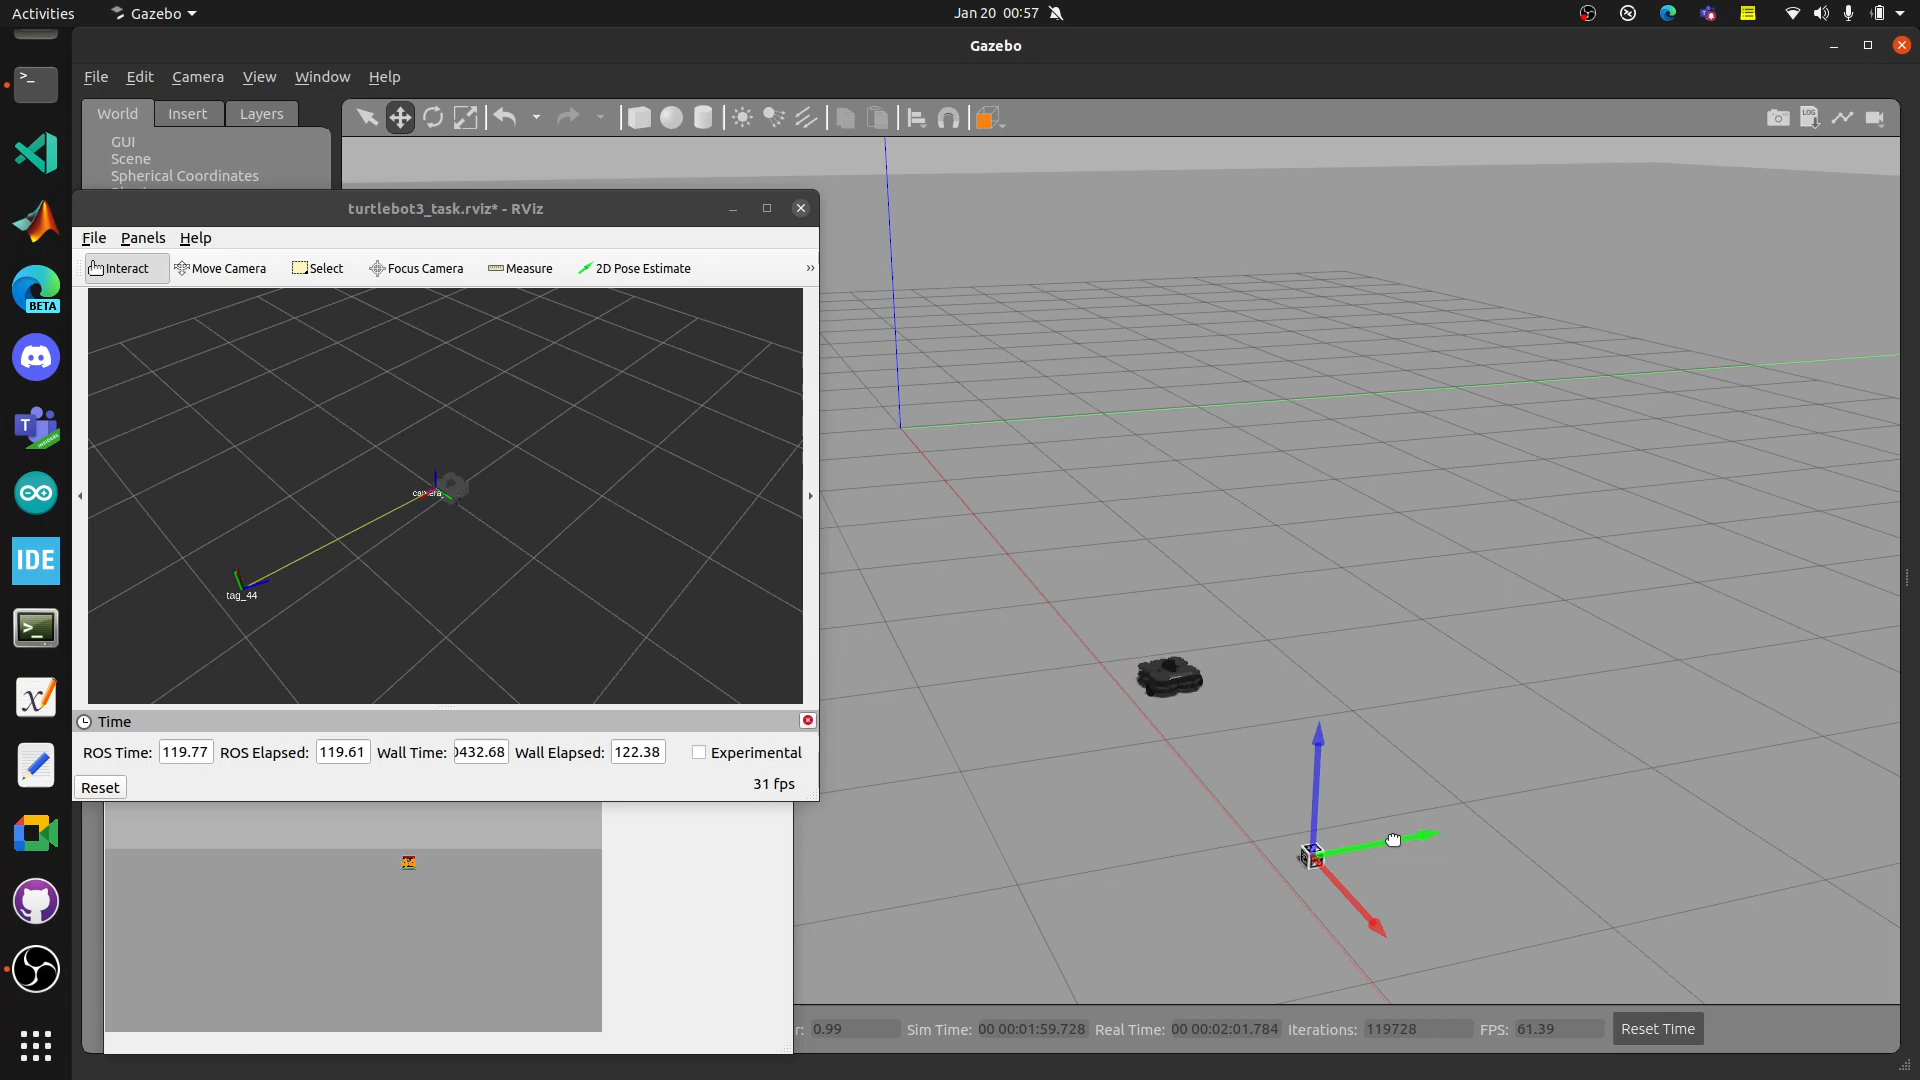 Activities Gazebo Jan 20 00:57
Gazebo
File Edit Camera View Window Help
World Insert Layers
GUI
Scene
Spherical Coordinates
LOG
turtlebot3_task.rviz* - RViz
File Panels Help
Interact Move Camera Select Focus Camera Measure 2D Pose Estimate »
BETA
camera_
tag_44
T
IDE
Time
ROS Time: 119.77 ROS Elapsed: 119.61 Wall Time: 0432.68 Wall Elapsed: 122.38 Experimental
Reset 31 fps
44
r: 0.99 Sim Time: 00 00:01:59.728 Real Time: 00 00:02:01.784 Iterations: 119728 FPS: 61.39 Reset Time